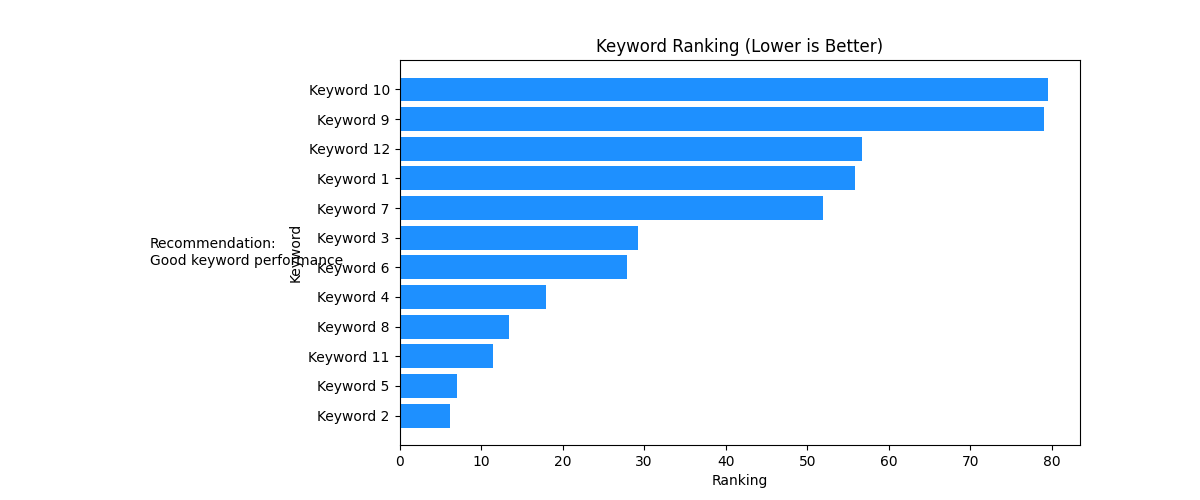 Keyword Ranking (Lower is Better)
Keyword 10
Keyword 9
Keyword 12
Keyword 1
Keyword 7
Keyword 3
Keyword 6
Keyword 4
Keyword 8
Keyword 11
Keyword 5
Keyword 2
Keyword
Recommendation:
Good keyword performance
0 10 20 30 40 50 60 70 80
Ranking